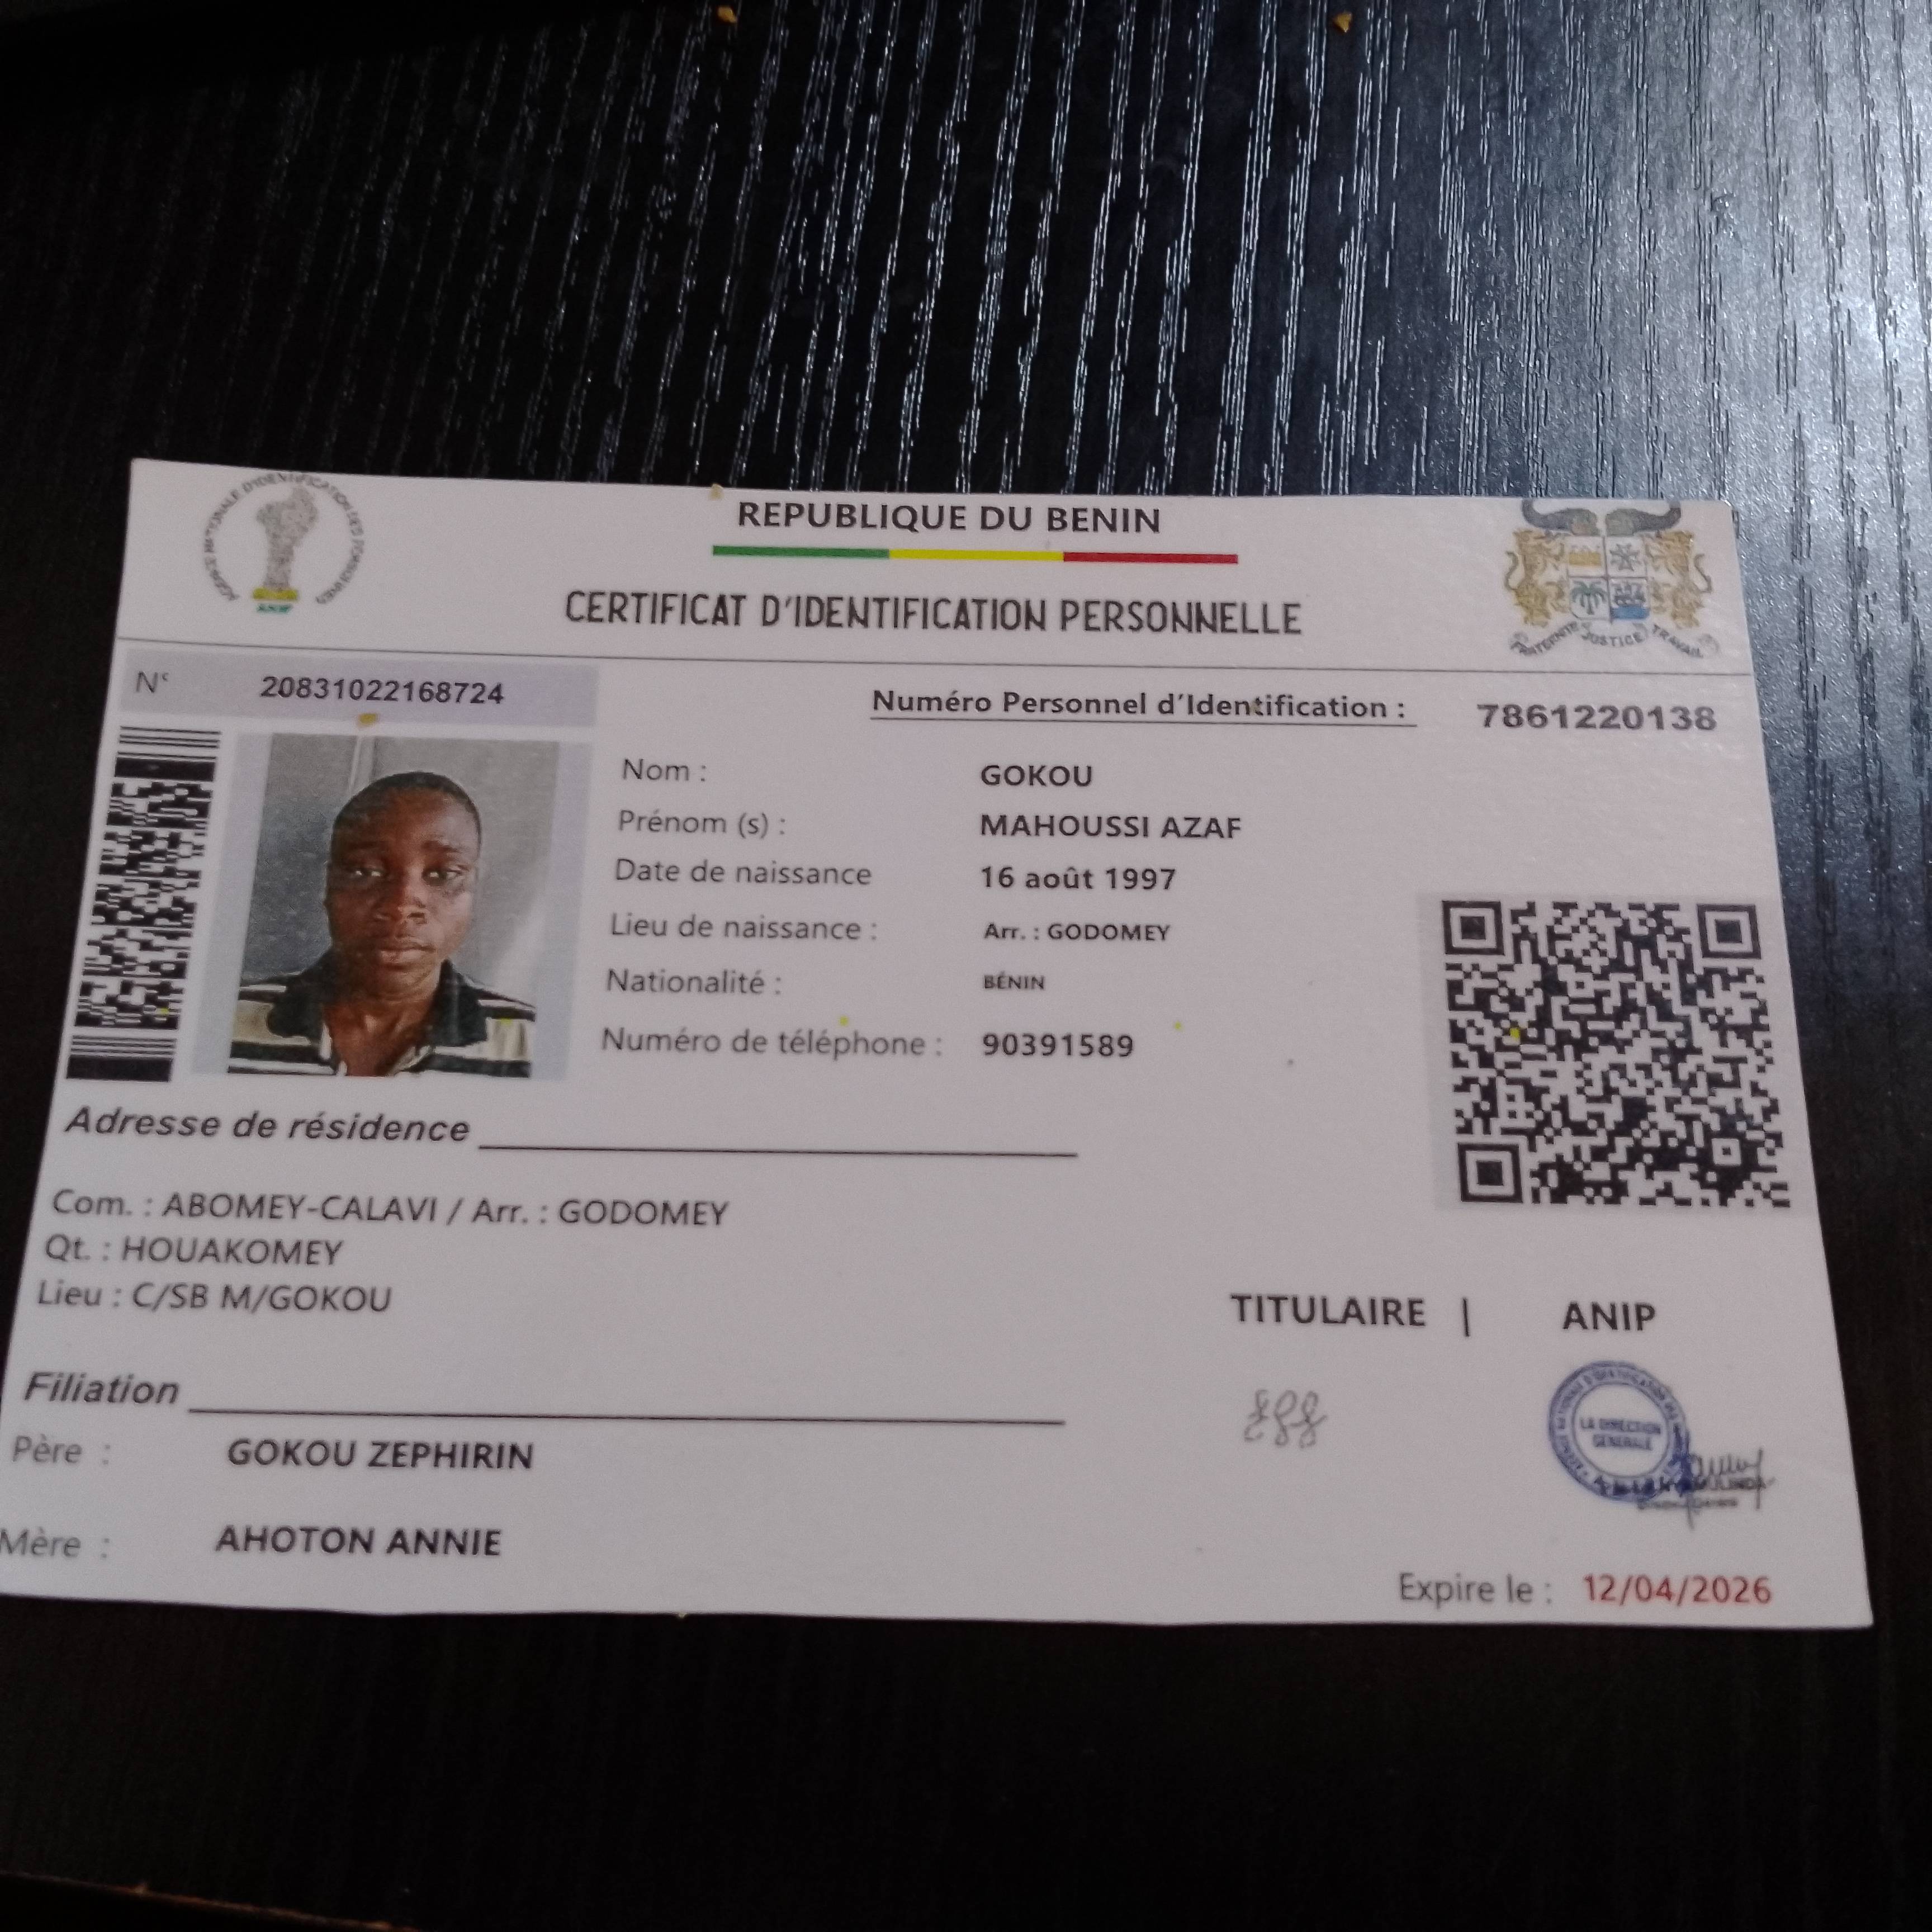 AGENCE NATIONALE D'IDENTIFICATION DES PERSONNES
ANIP
REPUBLIQUE DU BENIN
CERTIFICAT D'IDENTIFICATION PERSONNELLE
FRATERNITE JUSTICE TRAVAIL
N° 20831022168724
Numéro Personnel d'Identification : 7861220138
Nom : GOKOU
Prénom (s) : MAHOUSSI AZAF
Date de naissance 16 août 1997
Lieu de naissance : Arr. : GODOMEY
Nationalité : BÉNIN
Numéro de téléphone : 90391589
Adresse de résidence
Com. : ABOMEY-CALAVI / Arr. : GODOMEY
Qt. : HOUAKOMEY
Lieu : C/SB M/GOKOU
TITULAIRE | ANIP
LA DIRECTION
GENERALE
Filiation
Père : GOKOU ZEPHIRIN
Mère : AHOTON ANNIE
Expire le : 12/04/2026